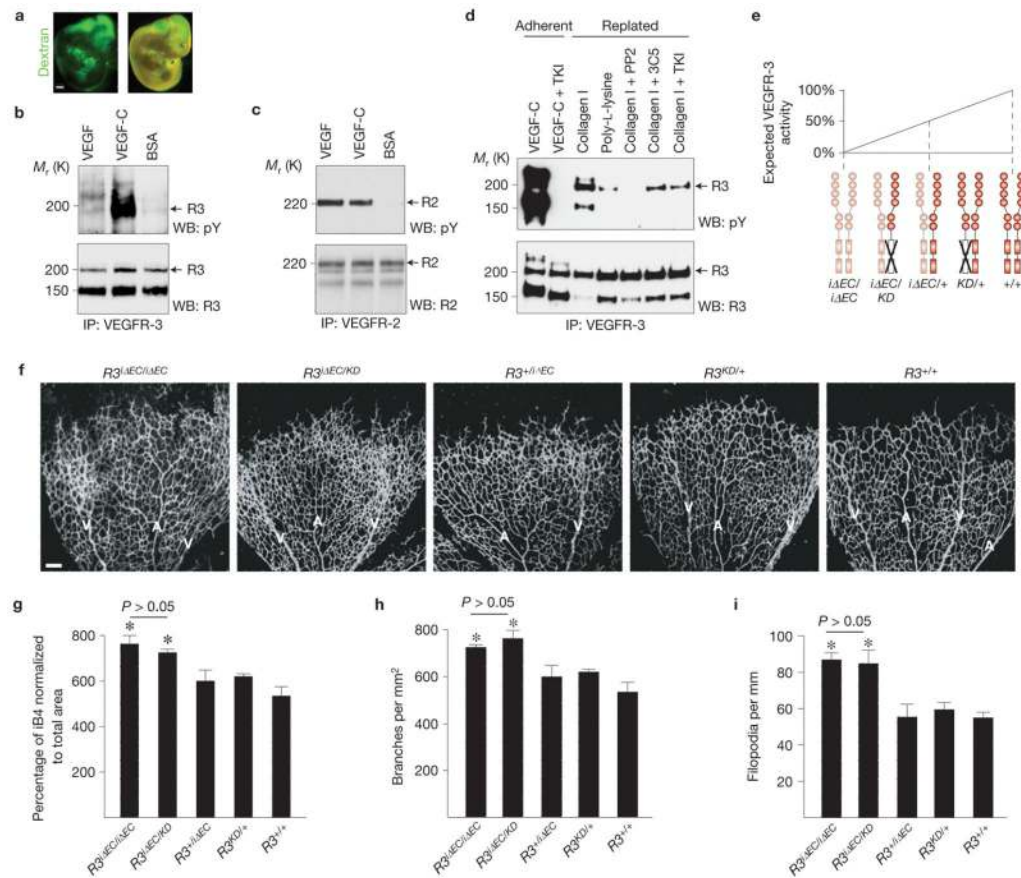 a
Dextran
b
VEGF
VEGF-C
BSA
Mr (K)
200
R3
WB: pY
200
R3
150
WB: R3
IP: VEGFR-3
c
VEGF
VEGF-C
BSA
Mr (K)
220
R2
WB: pY
220
R2
WB: R2
IP: VEGFR-2
d
Adherent
Replated
VEGF-C
VEGF-C + TKI
Collagen I
Poly-L-lysine
Collagen I + PP2
Collagen I + 3C5
Collagen I + TKI
Mr (K)
200
R3
150
WB: pY
200
R3
150
WB: R3
IP: VEGFR-3
e
Expected VEGFR-3
activity
100%
100%
50%
50%
0%
0%
iΔEC/ iΔEC/ iΔEC/+ KD/+ +/+
iΔEC KD
f
R3iΔEC/iΔEC
R3iΔEC/KD
R3+/iΔEC
R3KD/+
R3+/+
V A V
A V
A V
V A V
V A V A
g
P > 0.05
* *
Percentage of iB4 normalized
to total area
800
600
400
200
R3iΔEC/iΔEC
R3iΔEC/KD
R3+/iΔEC
R3KD/+
R3+/+
h
P > 0.05
* *
Branches per mm2
800
600
400
200
R3iΔEC/iΔEC
R3iΔEC/KD
R3+/iΔEC
R3KD/+
R3+/+
i
P > 0.05
* *
Filopodia per mm
100
80
60
40
20
R3iΔEC/iΔEC
R3iΔEC/KD
R3+/iΔEC
R3KD/+
R3+/+